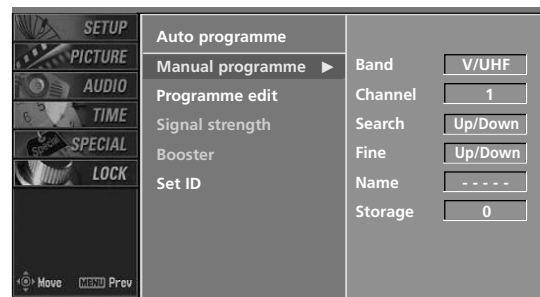 SETUP
PICTURE
AUDIO
TIME
SPECIAL
LOCK
Move MENU Prev
Auto programme
Manual programme ▶
Programme edit
Signal strength
Booster
Set ID
Band V/UHF
Channel 1
Search Up/Down
Fine Up/Down
Name - - - - -
Storage 0